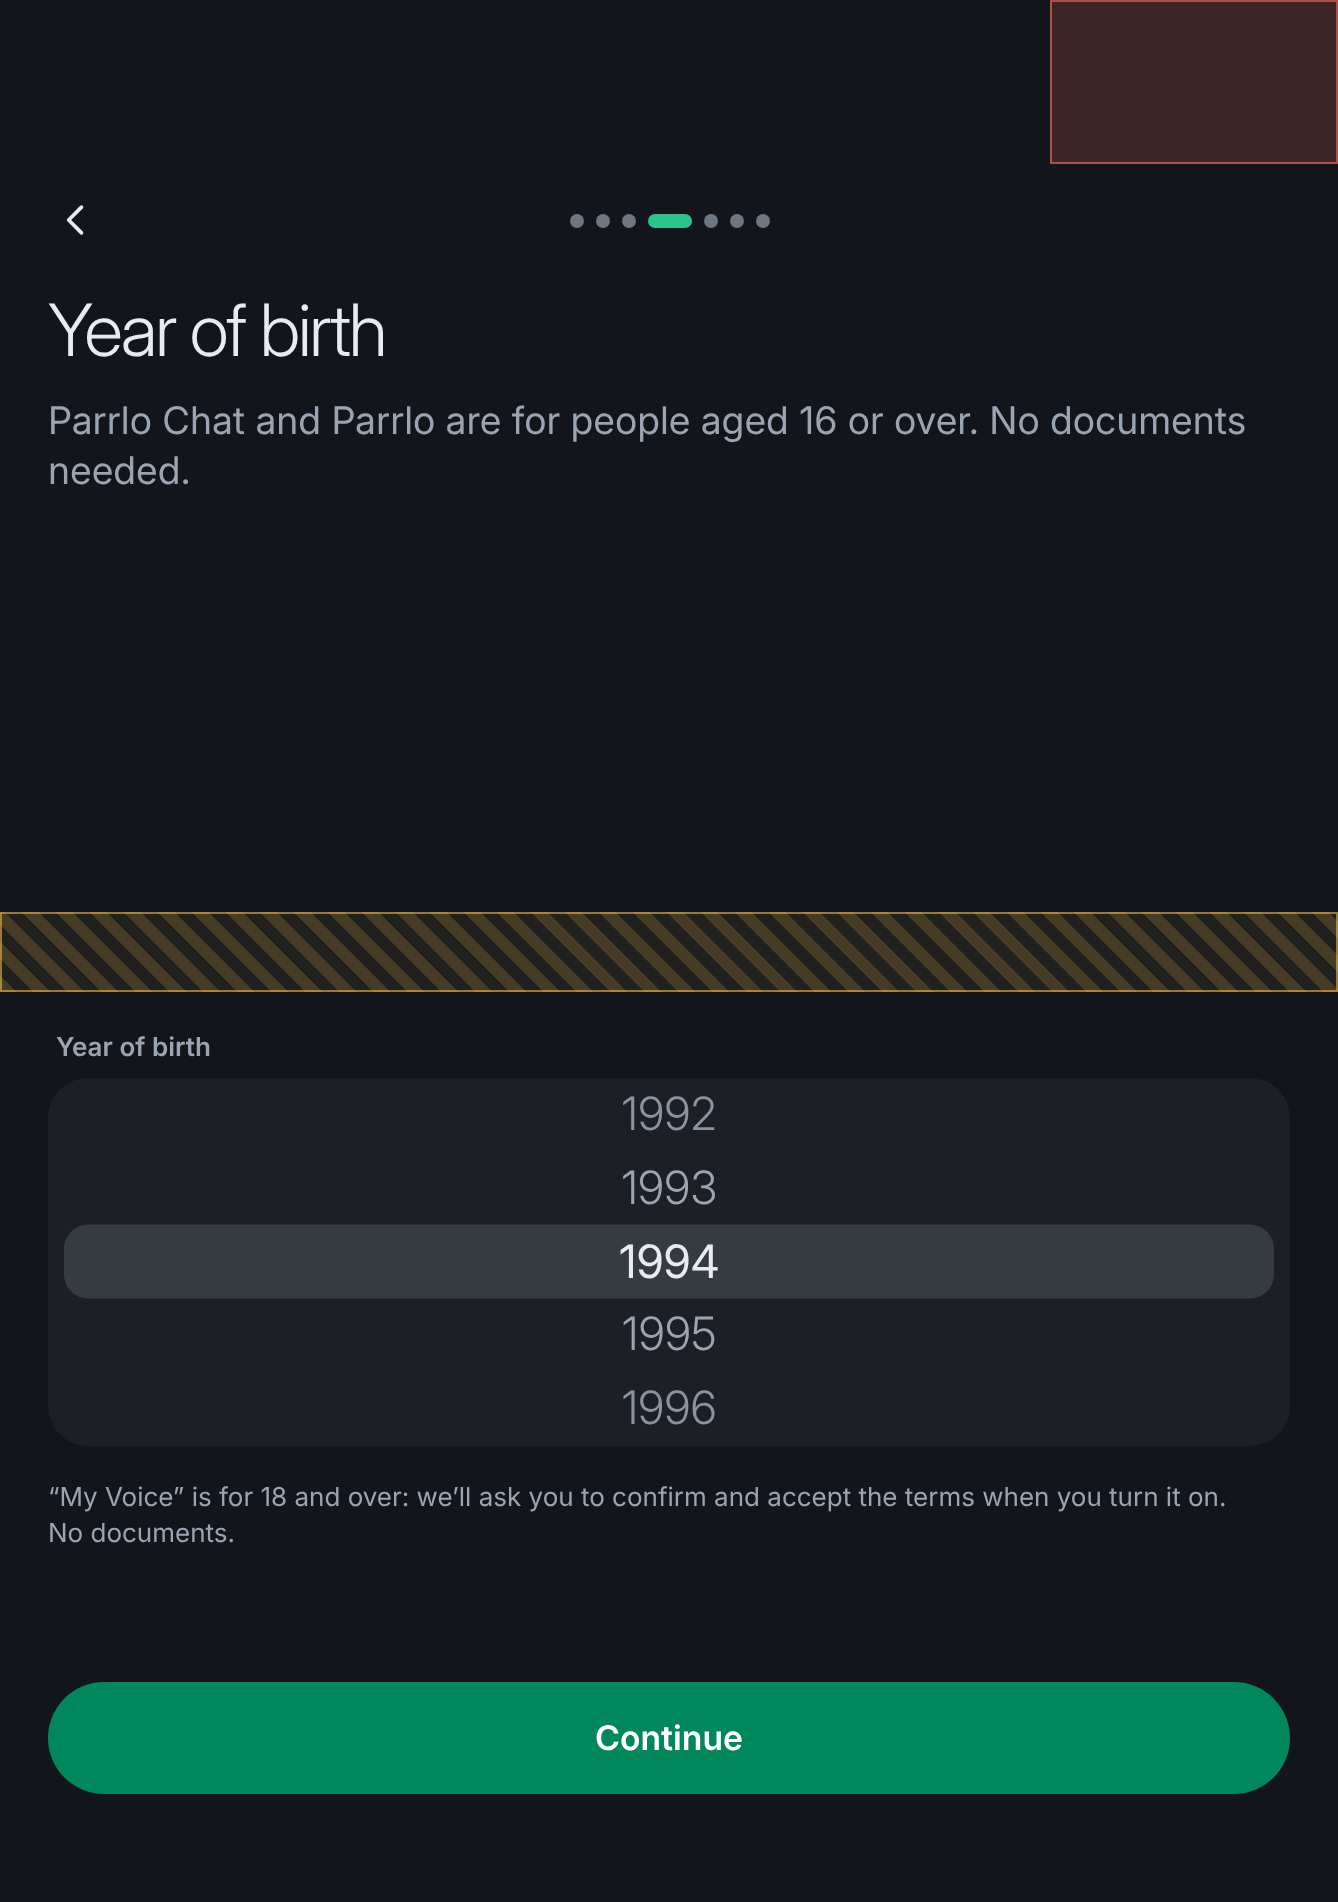 Year of birth
Parrlo Chat and Parrlo are for people aged 16 or over. No documents
needed.
Year of birth
1992
1993
1994
1995
1996
“My Voice” is for 18 and over: we’ll ask you to confirm and accept the terms when you turn it on.
No documents.
Continue